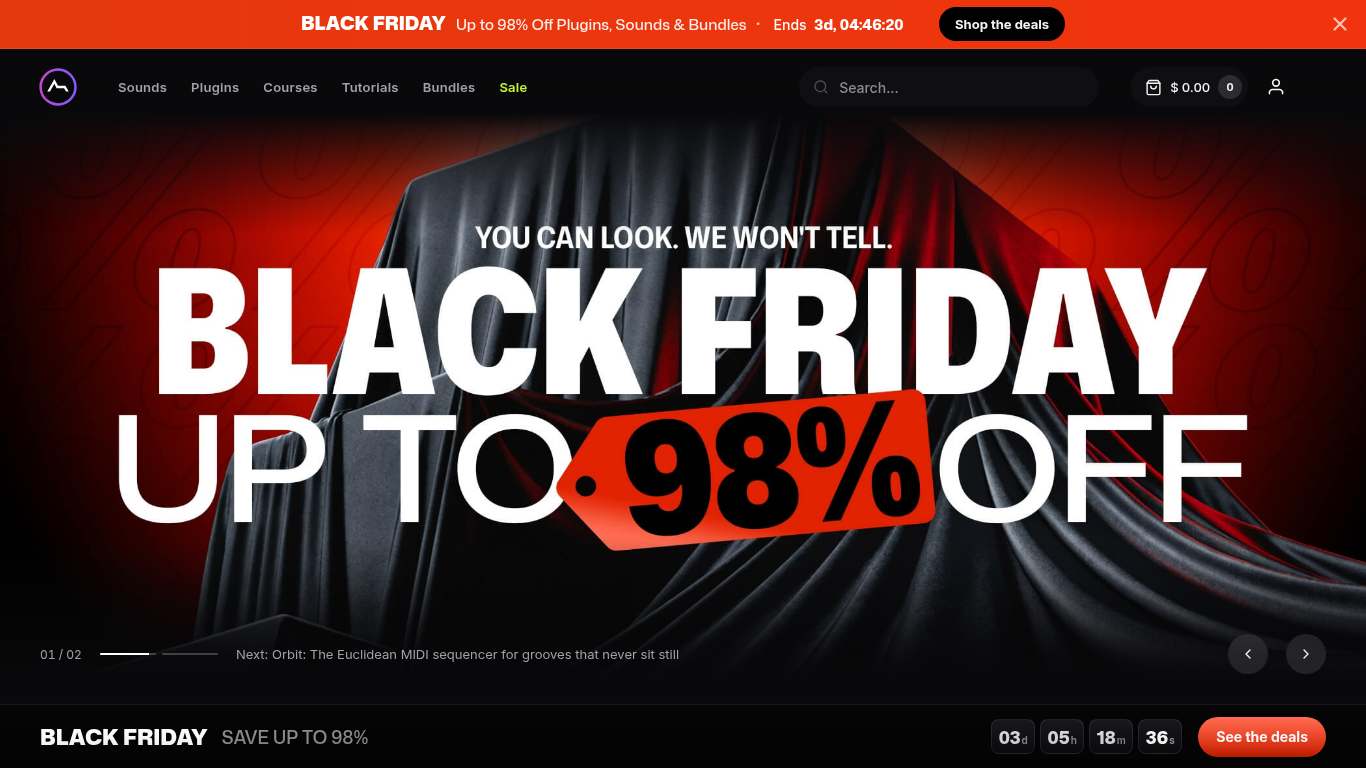 BLACK FRIDAY Up to 98% Off Plugins, Sounds & Bundles · Ends 3d, 04:46:20 Shop the deals
Sounds Plugins Courses Tutorials Bundles Sale Search... $ 0.00 0
YOU CAN LOOK. WE WON'T TELL.
BLACK FRIDAY
UP TO 98% OFF
01 / 02 Next: Orbit: The Euclidean MIDI sequencer for grooves that never sit still
BLACK FRIDAY SAVE UP TO 98% 03d 05h 18m 36s See the deals